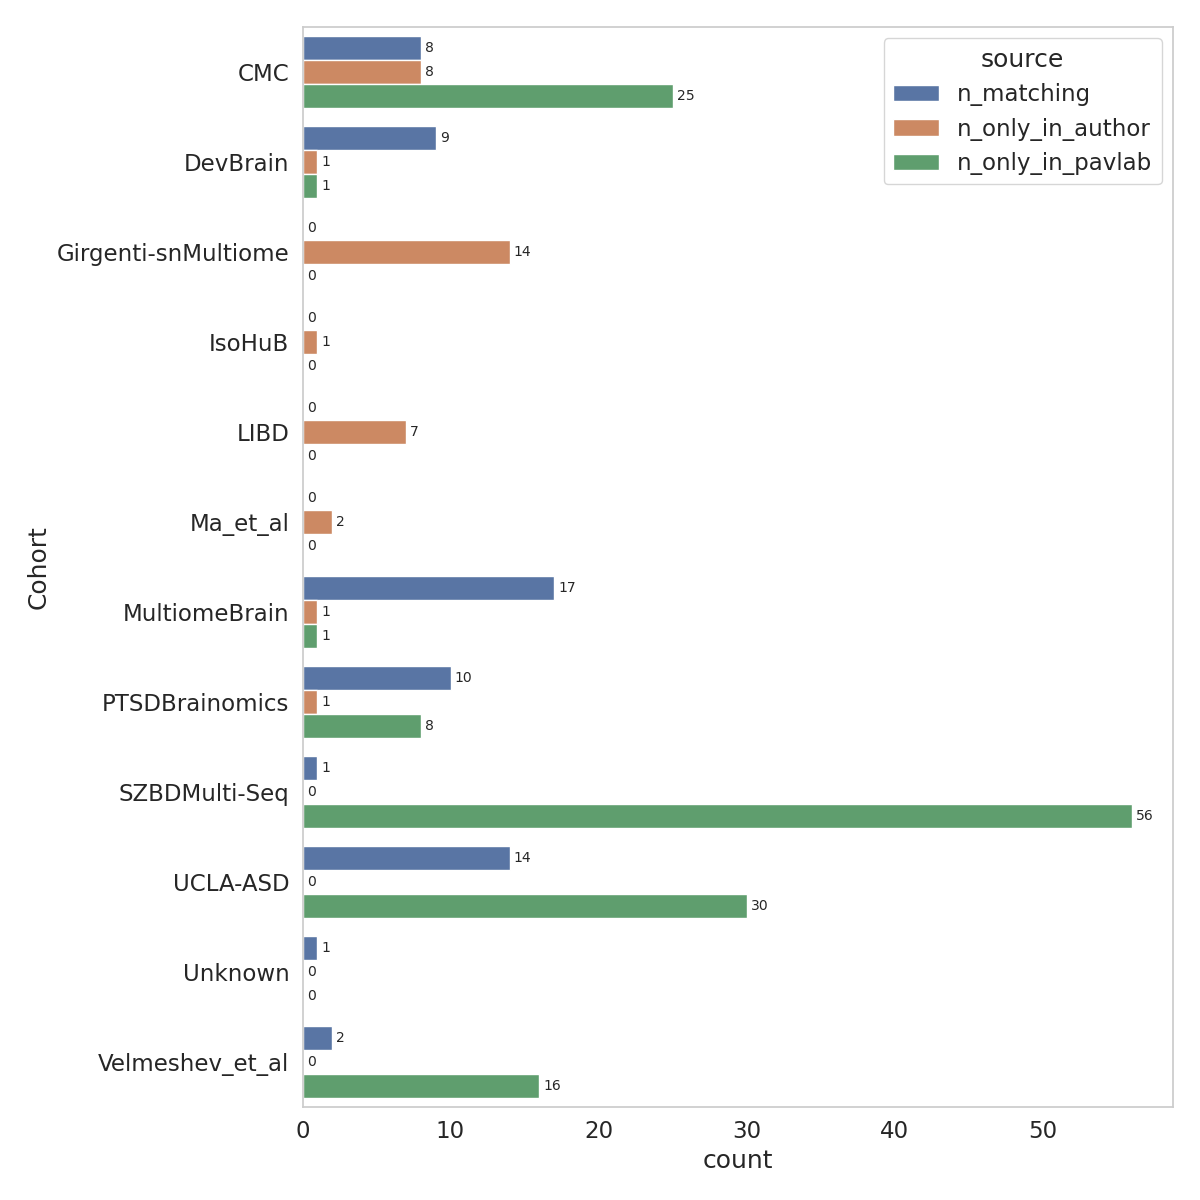 source
n_matching
n_only_in_author
n_only_in_pavlab
Cohort
CMC
8
8
25
DevBrain
9
1
1
Girgenti-snMultiome
0
14
0
IsoHuB
0
1
0
LIBD
0
7
0
Ma_et_al
0
2
0
MultiomeBrain
17
1
1
PTSDBrainomics
10
1
8
SZBDMulti-Seq
1
0
56
UCLA-ASD
14
0
30
Unknown
1
0
0
Velmeshev_et_al
2
0
16
0 10 20 30 40 50
count